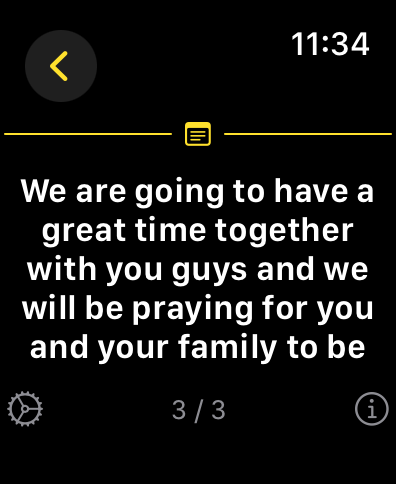 11:34
We are going to have a
great time together
with you guys and we
will be praying for you
and your family to be
3 / 3